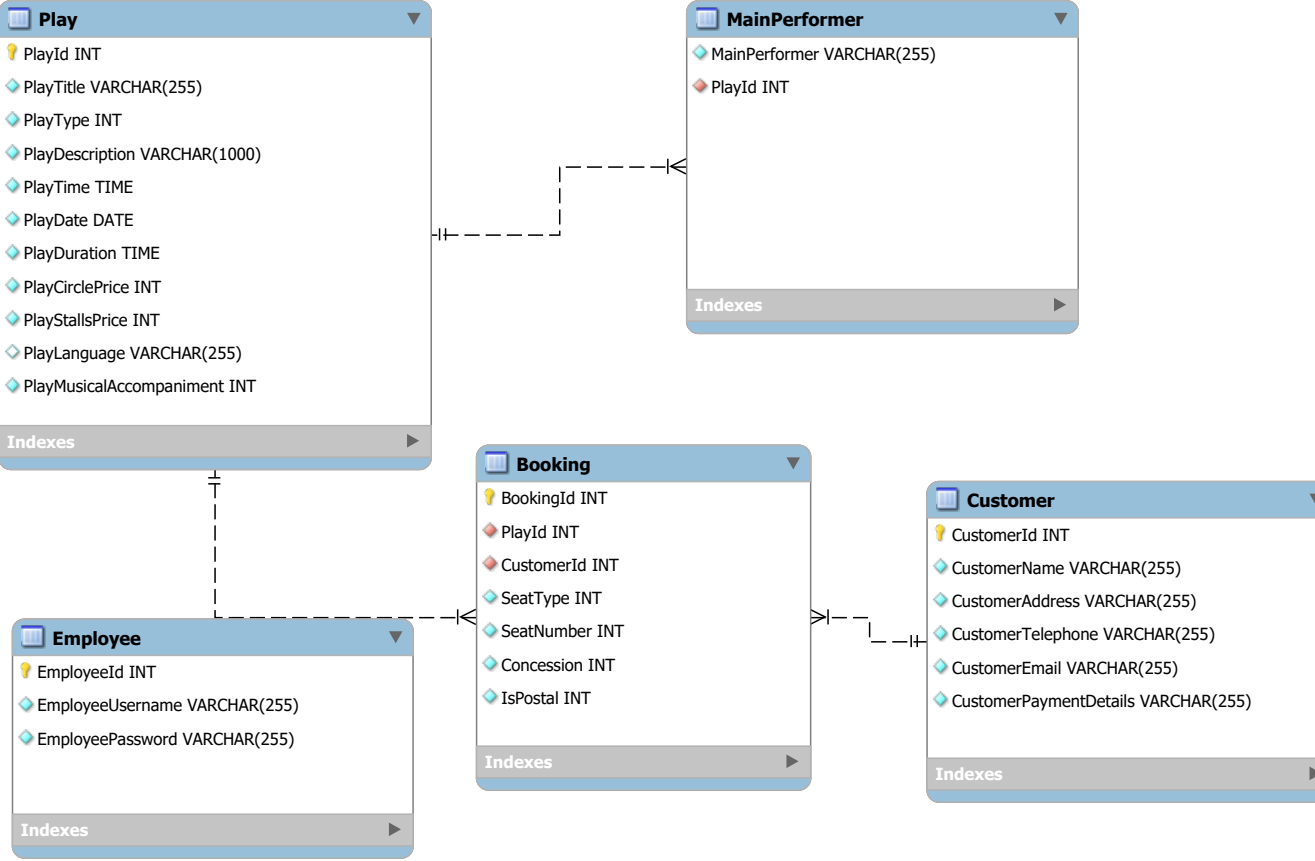 Play
PlayId INT
PlayTitle VARCHAR(255)
PlayType INT
PlayDescription VARCHAR(1000)
PlayTime TIME
PlayDate DATE
PlayDuration TIME
PlayCirclePrice INT
PlayStallsPrice INT
PlayLanguage VARCHAR(255)
PlayMusicalAccompaniment INT
Indexes
MainPerformer
MainPerformer VARCHAR(255)
PlayId INT
Indexes
Booking
BookingId INT
PlayId INT
CustomerId INT
SeatType INT
SeatNumber INT
Concession INT
IsPostal INT
Indexes
Customer
CustomerId INT
CustomerName VARCHAR(255)
CustomerAddress VARCHAR(255)
CustomerTelephone VARCHAR(255)
CustomerEmail VARCHAR(255)
CustomerPaymentDetails VARCHAR(255)
Indexes
Employee
EmployeeId INT
EmployeeUsername VARCHAR(255)
EmployeePassword VARCHAR(255)
Indexes